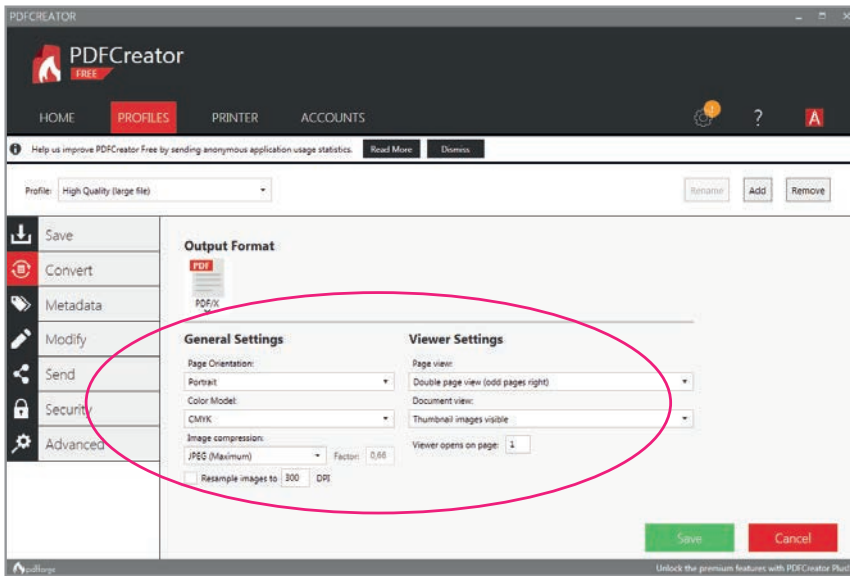 PDFCREATOR
PDFCreator
FREE
HOME PROFILES PRINTER ACCOUNTS ?
Help us improve PDFCreator Free by sending anonymous application usage statistics. Read More Dismiss
Profile: High Quality (large file) Rename Add Remove
Save
Convert
Metadata
Modify
Send
Security
Advanced
Output Format
PDF
PDF/X
General Settings
Page Orientation:
Portrait
Color Model:
CMYK
Image compression:
JPEG (Maximum) Factor: 0,66
Resample images to 300 DPI
Viewer Settings
Page view:
Double page view (odd pages right)
Document view:
Thumbnail images visible
Viewer opens on page: 1
Save Cancel
pdfforge Unlock the premium features with PDFCreator Plus!